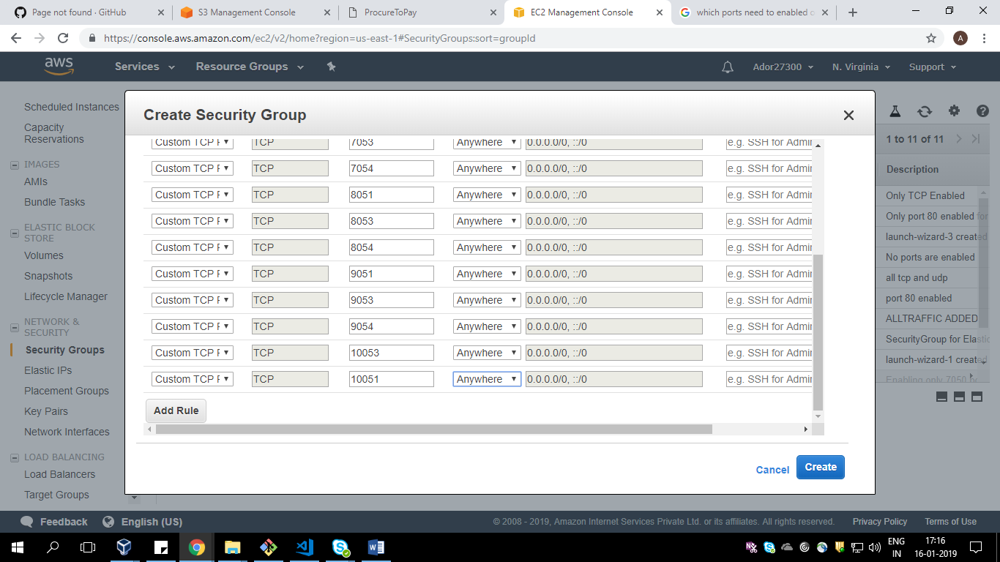 Page not found · GitHub
S3 Management Console
ProcureToPay
EC2 Management Console
which ports need to enabled
https://console.aws.amazon.com/ec2/v2/home?region=us-east-1#SecurityGroups:sort=groupId
A
aws
Services
Resource Groups
Ador27300
N. Virginia
Support
Scheduled Instances
Capacity
Reservations
IMAGES
AMIs
Bundle Tasks
ELASTIC BLOCK
STORE
Volumes
Snapshots
Lifecycle Manager
NETWORK &
SECURITY
Security Groups
Elastic IPs
Placement Groups
Key Pairs
Network Interfaces
LOAD BALANCING
Load Balancers
Target Groups
Create Security Group
Custom TCP TCP 7053 Anywhere 0.0.0.0/0, ::/0 e.g. SSH for
Custom TCP TCP 7054 Anywhere 0.0.0.0/0, ::/0 e.g. SSH for
Custom TCP TCP 8051 Anywhere 0.0.0.0/0, ::/0 e.g. SSH for
Custom TCP TCP 8053 Anywhere 0.0.0.0/0, ::/0 e.g. SSH for
Custom TCP TCP 8054 Anywhere 0.0.0.0/0, ::/0 e.g. SSH for
Custom TCP TCP 9051 Anywhere 0.0.0.0/0, ::/0 e.g. SSH for
Custom TCP TCP 9053 Anywhere 0.0.0.0/0, ::/0 e.g. SSH for
Custom TCP TCP 9054 Anywhere 0.0.0.0/0, ::/0 e.g. SSH for
Custom TCP TCP 10053 Anywhere 0.0.0.0/0, ::/0 e.g. SSH for
Custom TCP TCP 10051 Anywhere 0.0.0.0/0, ::/0 e.g. SSH for
Add Rule
Cancel
Create
1 to 11 of 11
Description
Only TCP Enabled
Only port 80 enabled for
launch-wizard-3 created
No ports are enabled
all tcp and udp
port 80 enabled
ALLTRAFFIC ADDED
SecurityGroup for
launch-wizard-1 created
Enabling only 7050
Feedback
English (US)
© 2008 - 2019, Amazon Internet Services Private Ltd. or its affiliates. All rights reserved.
Privacy Policy
Terms of Use
ENG
IN
17:16
16-01-2019